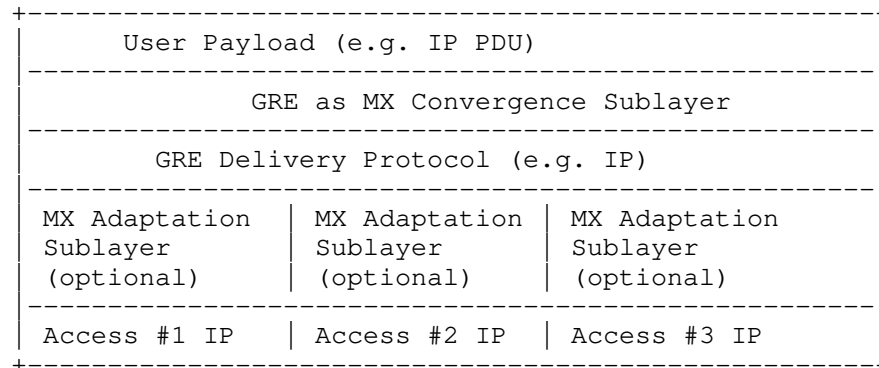 User Payload (e.g. IP PDU)
GRE as MX Convergence Sublayer
GRE Delivery Protocol (e.g. IP)
MX Adaptation | MX Adaptation | MX Adaptation
Sublayer | Sublayer | Sublayer
(optional) | (optional) | (optional)
Access #1 IP | Access #2 IP | Access #3 IP